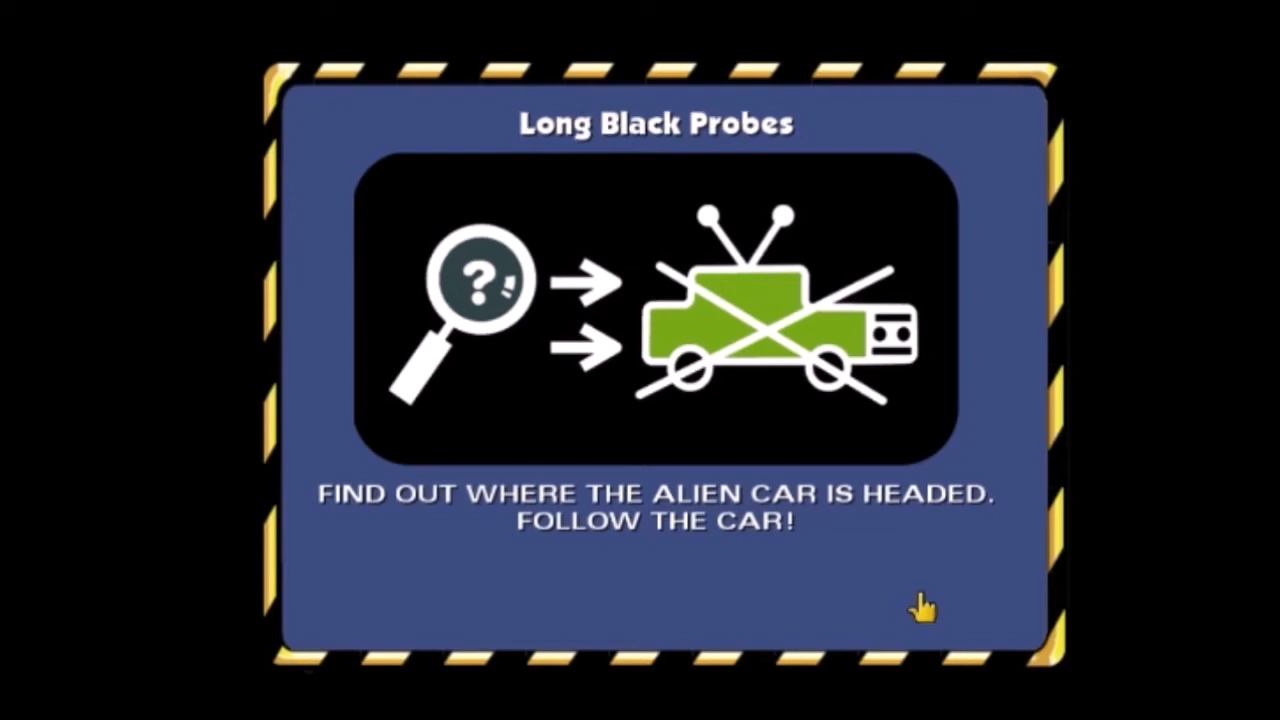 Long Black Probes
?
FIND OUT WHERE THE ALIEN CAR IS HEADED.
FOLLOW THE CAR!